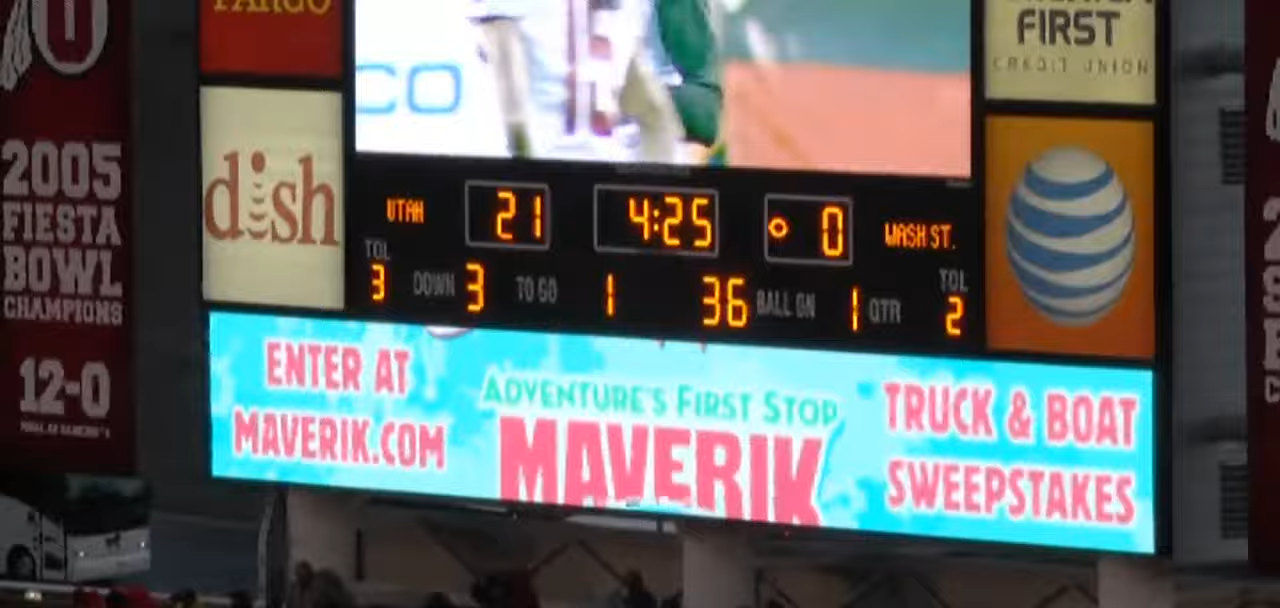 FARGO
FIRST
CREDIT UNION
CO
U
2005
FIESTA
BOWL
CHAMPIONS
12-0
dish
UTAH
21
4:25
0
WASH ST.
TOL
3
DOWN 3
TO GO 1
36 BALL ON
1 QTR
TOL
2
ENTER AT
MAVERIK.COM
ADVENTURE'S FIRST STOP
MAVERIK
TRUCK & BOAT
SWEEPSTAKES